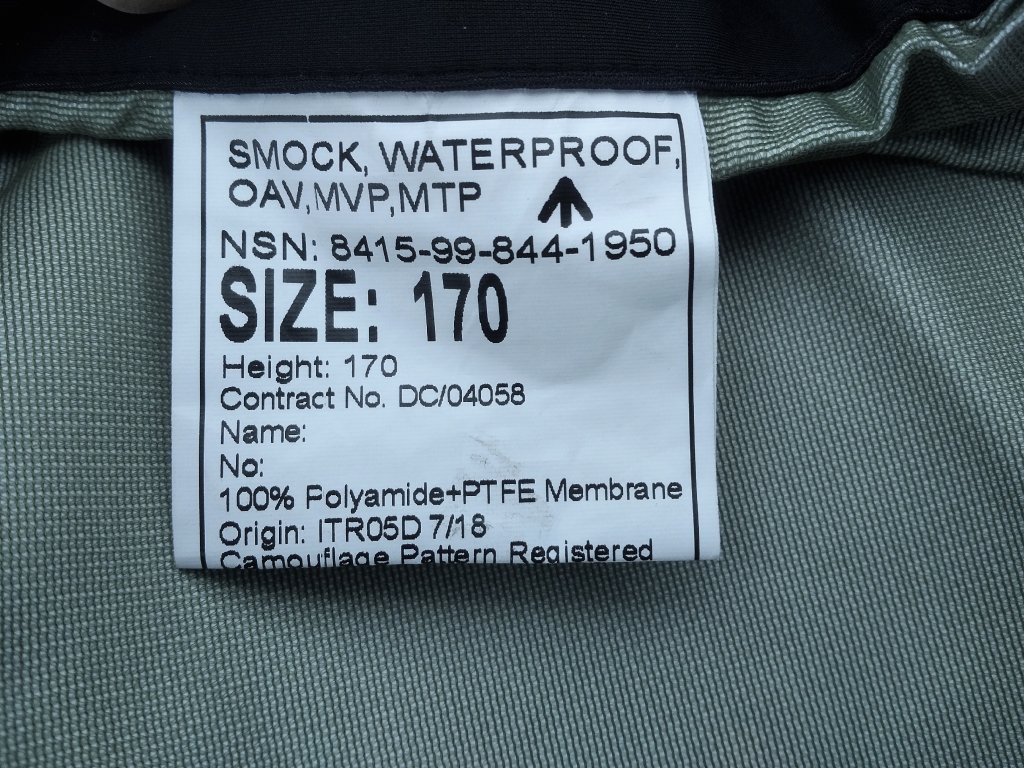 SMOCK, WATERPROOF,
OAV,MVP,MTP
NSN: 8415-99-844-1950
SIZE: 170
Height: 170
Contract No. DC/04058
Name:
No:
100% Polyamide+PTFE Membrane
Origin: ITR05D 7/18
Camouflage Pattern Registered